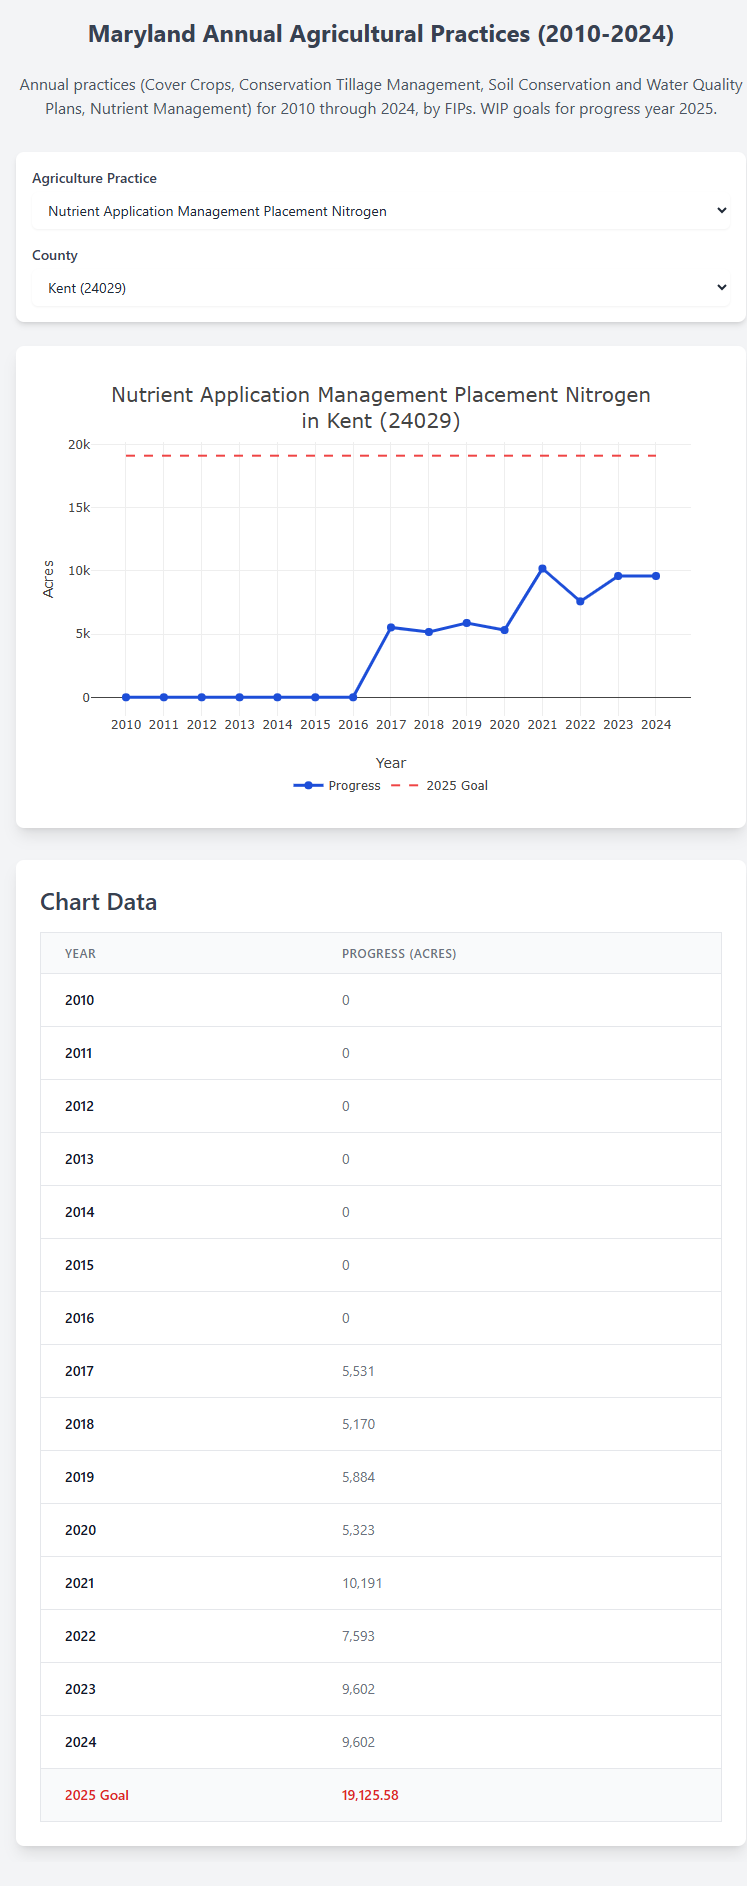 Maryland Annual Agricultural Practices (2010-2024)
Annual practices (Cover Crops, Conservation Tillage Management, Soil Conservation and Water Quality
Plans, Nutrient Management) for 2010 through 2024, by FIPs. WIP goals for progress year 2025.
Agriculture Practice
Nutrient Application Management Placement Nitrogen
County
Kent (24029)
Nutrient Application Management Placement Nitrogen
in Kent (24029)
20k
15k
10k
5k
0
Acres
2010 2011 2012 2013 2014 2015 2016 2017 2018 2019 2020 2021 2022 2023 2024
Year
Progress 2025 Goal
Chart Data
YEAR PROGRESS (ACRES)
2010 0
2011 0
2012 0
2013 0
2014 0
2015 0
2016 0
2017 5,531
2018 5,170
2019 5,884
2020 5,323
2021 10,191
2022 7,593
2023 9,602
2024 9,602
2025 Goal 19,125.58